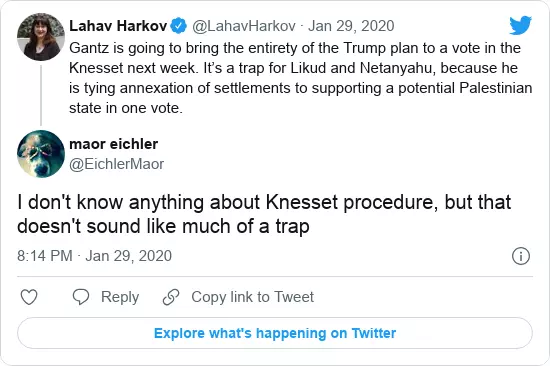 Lahav Harkov @LahavHarkov · Jan 29, 2020
Gantz is going to bring the entirety of the Trump plan to a vote in the
Knesset next week. It’s a trap for Likud and Netanyahu, because he
is tying annexation of settlements to supporting a potential Palestinian
state in one vote.
maor eichler
@EichlerMaor
I don't know anything about Knesset procedure, but that
doesn't sound like much of a trap
8:14 PM · Jan 29, 2020
Reply Copy link to Tweet
Explore what's happening on Twitter